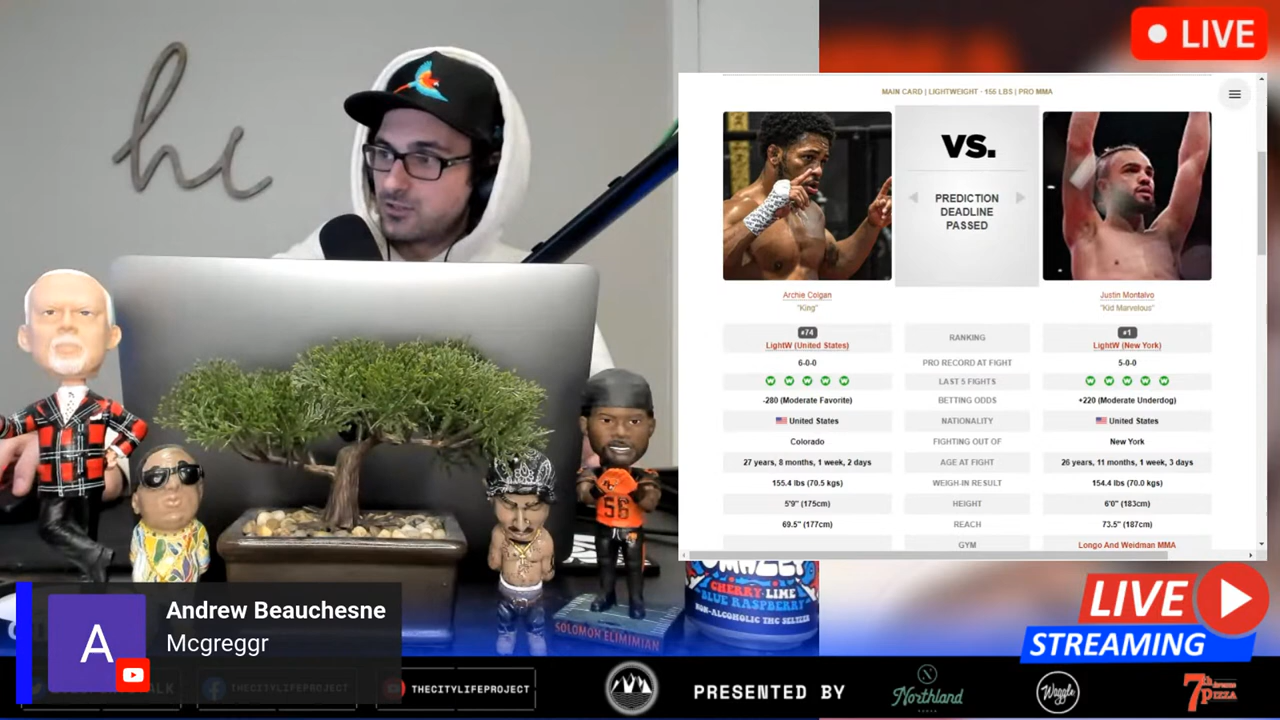 hc
LIVE
MAIN CARD | LIGHTWEIGHT · 155 LBS | PRO MMA
VS.
PREDICTION
DEADLINE
PASSED
Archie Colgan
"King"
Justin Montalvo
"Kid Marvelous"
#74
LightW (United States)
RANKING
#1
LightW (New York)
6-0-0
PRO RECORD AT FIGHT
5-0-0
W W W W W
LAST 5 FIGHTS
W W W W W
-280 (Moderate Favorite)
BETTING ODDS
+220 (Moderate Underdog)
United States
NATIONALITY
United States
Colorado
FIGHTING OUT OF
New York
27 years, 8 months, 1 week, 2 days
AGE AT FIGHT
26 years, 11 months, 1 week, 3 days
155.4 lbs (70.5 kgs)
WEIGH-IN RESULT
154.4 lbs (70.0 kgs)
5'9" (175cm)
HEIGHT
6'0" (183cm)
69.5" (177cm)
REACH
73.5" (187cm)
GYM
Longo And Weidman MMA
56
SOLOMON ELIMIMIAN
CHERRY-LIME
BLUE RASPBERRY
NON-ALCOHOLIC THC SELTZER
A
Andrew Beauchesne
Mcgreggr
LIVE
STREAMING
THECITYLIFEPROJECT
THECITYLIFEPROJECT
PRESENTED BY
Northland
Waggle
7th Avenue
PIZZA